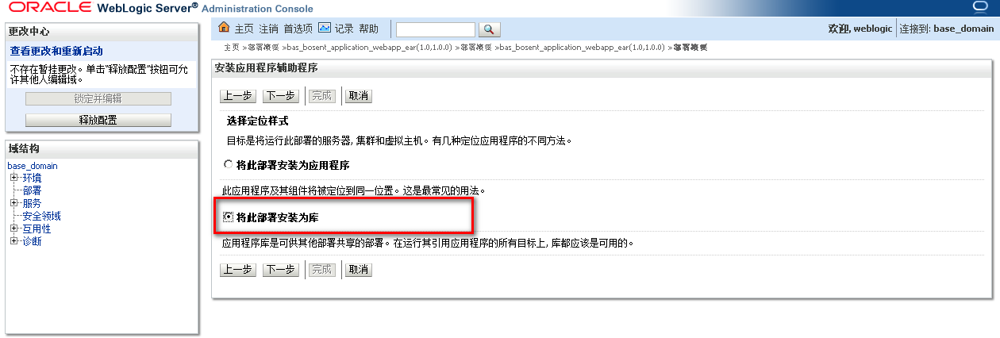 ORACLE WebLogic Server® Administration Console
更改中心
查看更改和重新启动
不存在暂挂更改。单击“释放配置”按钮可允
许其他人编辑域。
锁定并编辑
释放配置
域结构
base_domain
环境
部署
服务
安全领域
互用性
诊断
主页 注销 首选项 记录 帮助
欢迎, weblogic 连接到: base_domain
主页 >部署摘要 >bas_bosent_application_webapp_ear(1.0,1.0.0) >部署摘要 >bas_bosent_application_webapp_ear(1.0,1.0.0) >部署摘要
安装应用程序辅助程序
上一步 下一步 完成 取消
选择定位样式
目标是将运行此部署的服务器, 集群和虚拟主机。有几种定位应用程序的不同方法。
将此部署安装为应用程序
此应用程序及其组件将被定位到同一位置。这是最常见的用法。
将此部署安装为库
应用程序库是可供其他部署共享的部署。在运行其引用应用程序的所有目标上, 库都应该是可用的。
上一步 下一步 完成 取消